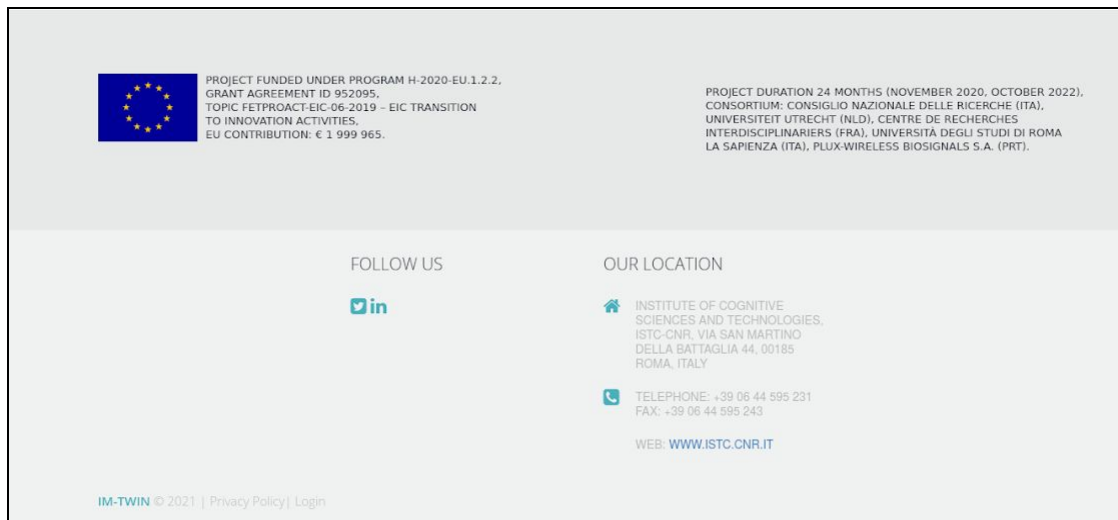 PROJECT FUNDED UNDER PROGRAM H-2020-EU.1.2.2,
GRANT AGREEMENT ID 952095,
TOPIC FETPROACT-EIC-06-2019 – EIC TRANSITION
TO INNOVATION ACTIVITIES,
EU CONTRIBUTION: € 1 999 965.
PROJECT DURATION 24 MONTHS (NOVEMBER 2020, OCTOBER 2022),
CONSORTIUM: CONSIGLIO NAZIONALE DELLE RICERCHE (ITA),
UNIVERSITEIT UTRECHT (NLD), CENTRE DE RECHERCHES
INTERDISCIPLINARIERS (FRA), UNIVERSITÀ DEGLI STUDI DI ROMA
LA SAPIENZA (ITA), PLUX-WIRELESS BIOSIGNALS S.A. (PRT).
FOLLOW US
in
OUR LOCATION
INSTITUTE OF COGNITIVE
SCIENCES AND TECHNOLOGIES,
ISTC-CNR, VIA SAN MARTINO
DELLA BATTAGLIA 44, 00185
ROMA, ITALY
TELEPHONE: +39 06 44 595 231
FAX: +39 06 44 595 243
WEB: WWW.ISTC.CNR.IT
IM-TWIN © 2021 | Privacy Policy| Login